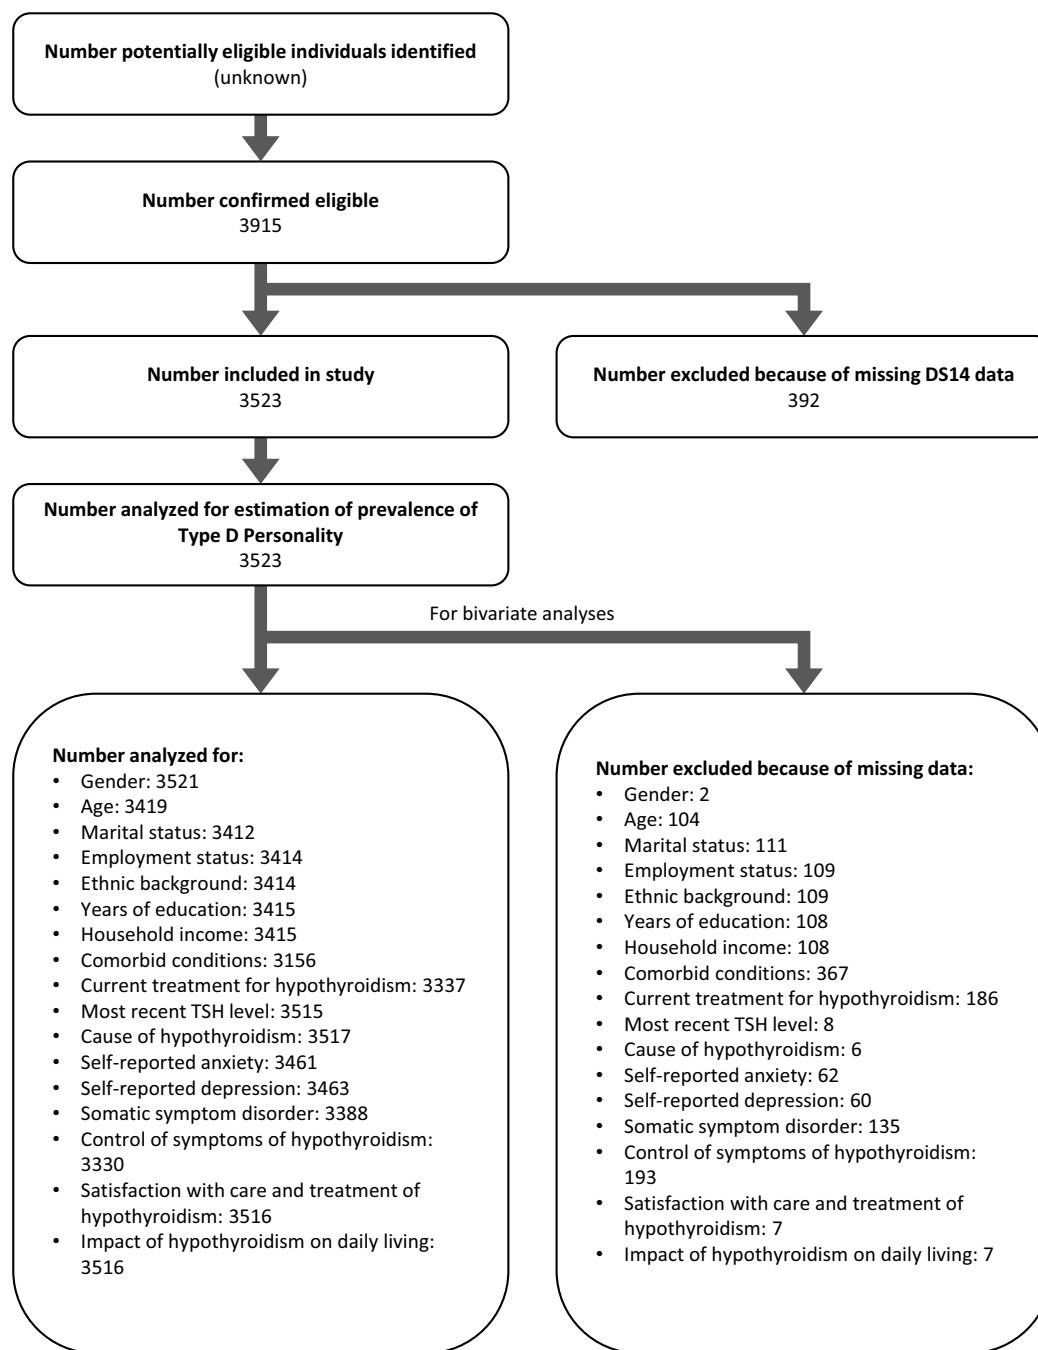 Number potentially eligible individuals identified
(unknown)
Number confirmed eligible
3915
Number included in study
3523
Number excluded because of missing DS14 data
392
Number analyzed for estimation of prevalence of
Type D Personality
3523
For bivariate analyses
Number analyzed for:
• Gender: 3521
• Age: 3419
• Marital status: 3412
• Employment status: 3414
• Ethnic background: 3414
• Years of education: 3415
• Household income: 3415
• Comorbid conditions: 3156
• Current treatment for hypothyroidism: 3337
• Most recent TSH level: 3515
• Cause of hypothyroidism: 3517
• Self-reported anxiety: 3461
• Self-reported depression: 3463
• Somatic symptom disorder: 3388
• Control of symptoms of hypothyroidism:
3330
• Satisfaction with care and treatment of
hypothyroidism: 3516
• Impact of hypothyroidism on daily living:
3516
Number excluded because of missing data:
• Gender: 2
• Age: 104
• Marital status: 111
• Employment status: 109
• Ethnic background: 109
• Years of education: 108
• Household income: 108
• Comorbid conditions: 367
• Current treatment for hypothyroidism: 186
• Most recent TSH level: 8
• Cause of hypothyroidism: 6
• Self-reported anxiety: 62
• Self-reported depression: 60
• Somatic symptom disorder: 135
• Control of symptoms of hypothyroidism:
193
• Satisfaction with care and treatment of
hypothyroidism: 7
• Impact of hypothyroidism on daily living: 7